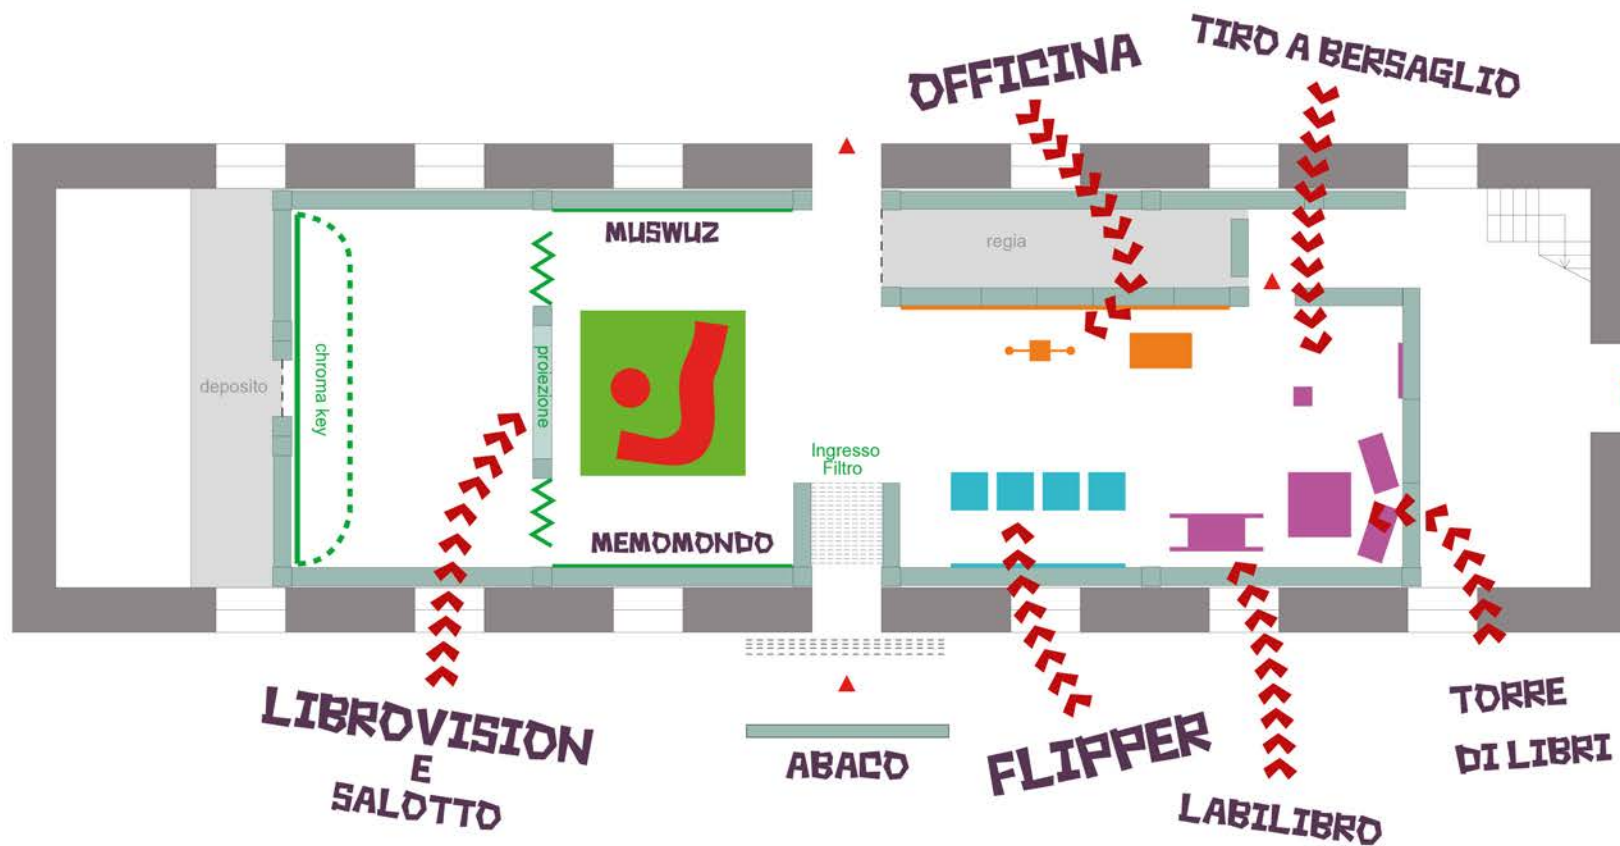 OFFICINA
TIRO A BERSAGLIO
MUSWUZ
regia
deposito
chroma key
proiezione
Ingresso
Filtro
MEMOMONDO
LIBROVISION
E
SALOTTO
ABACO
FLIPPER
LABILIBRO
TORRE
DI LIBRI